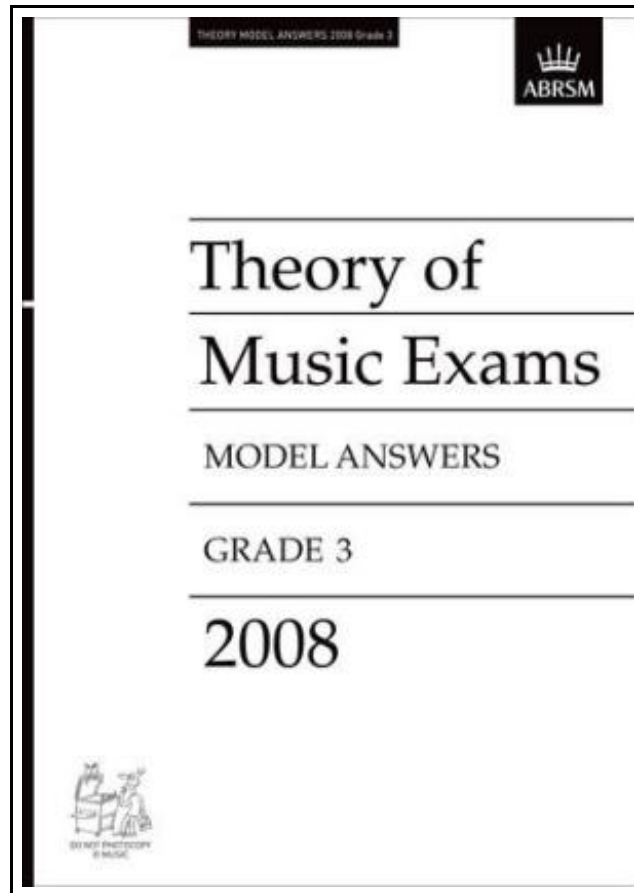 THEORY MODEL ANSWERS 2008 Grade 3
ABRSM
Theory of
Music Exams
MODEL ANSWERS
GRADE 3
2008
DO NOT PHOTOCOPY
© MUSIC